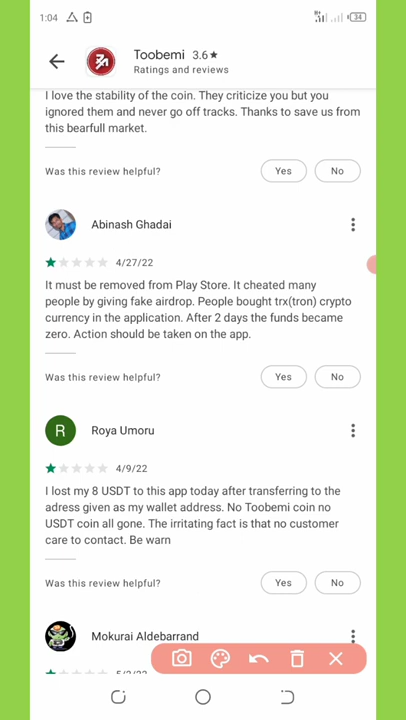 1:04
34
Toobemi 3.6★
Ratings and reviews
I love the stability of the coin. They criticize you but you
ignored them and never go off tracks. Thanks to save us from
this bearfull market.
Was this review helpful? Yes No
Abinash Ghadai
4/27/22
It must be removed from Play Store. It cheated many
people by giving fake airdrop. People bought trx(tron) crypto
currency in the application. After 2 days the funds became
zero. Action should be taken on the app.
Was this review helpful? Yes No
R Roya Umoru
4/9/22
I lost my 8 USDT to this app today after transferring to the
adress given as my wallet address. No Toobemi coin no
USDT coin all gone. The irritating fact is that no customer
care to contact. Be warn
Was this review helpful? Yes No
Mokurai Aldebarrand